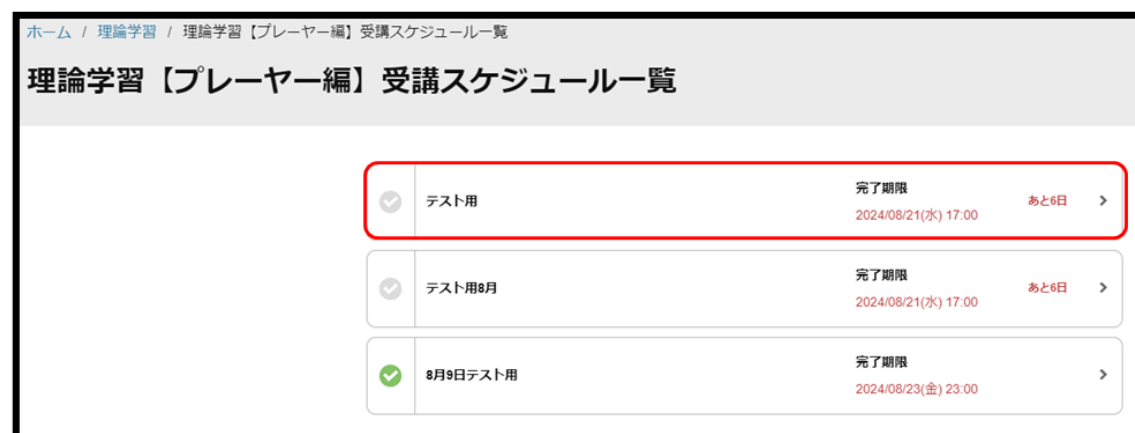 ホーム / 理論学習 / 理論学習【プレーヤー編】受講スケジュール一覧
理論学習【プレーヤー編】受講スケジュール一覧
テスト用
完了期限
2024/08/21(水) 17:00
あと6日
テスト用8月
完了期限
2024/08/21(水) 17:00
あと6日
8月9日テスト用
完了期限
2024/08/23(金) 23:00